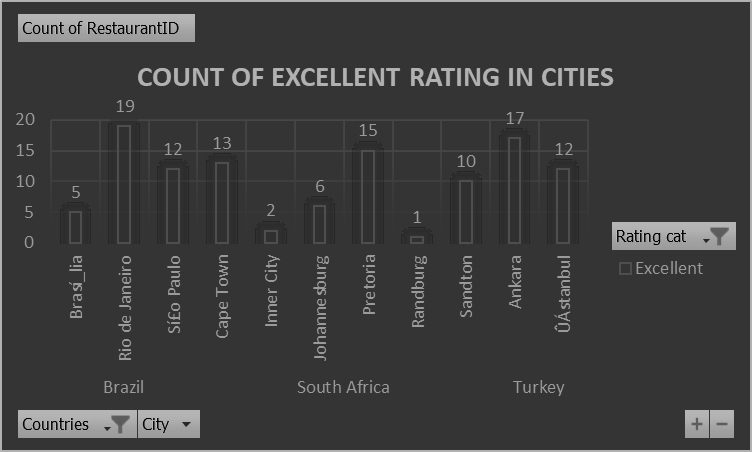 Count of RestaurantID
COUNT OF EXCELLENT RATING IN CITIES
20
15
10
5
0
5
19
12
13
2
6
15
1
10
17
12
Brasí_lia
Rio de Janeiro
Sí£o Paulo
Cape Town
Inner City
Johannesburg
Pretoria
Randburg
Sandton
Ankara
ÛÁstanbul
Brazil
South Africa
Turkey
Rating cat
Excellent
Countries
City
+ −